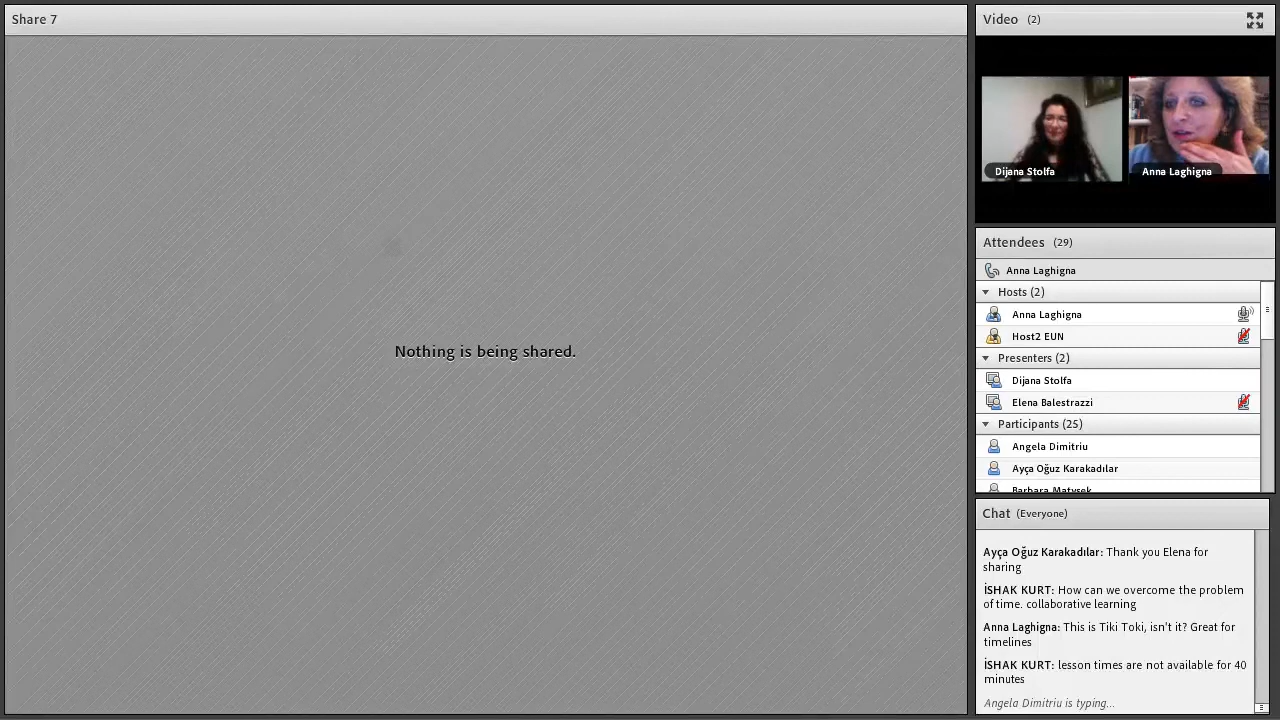 Share 7
Nothing is being shared.
Video (2)
Dijana Stolfa
Anna Laghigna
Attendees (29)
Anna Laghigna
Hosts (2)
Anna Laghigna
Host2 EUN
Presenters (2)
Dijana Stolfa
Elena Balestrazzi
Participants (25)
Angela Dimitriu
Ayça Oğuz Karakadılar
Barbara Matysek
Chat (Everyone)
Ayça Oğuz Karakadılar: Thank you Elena for
sharing
İSHAK KURT: How can we overcome the problem
of time. collaborative learning
Anna Laghigna: This is Tiki Toki, isn't it? Great for
timelines
İSHAK KURT: lesson times are not available for 40
minutes
Angela Dimitriu is typing...